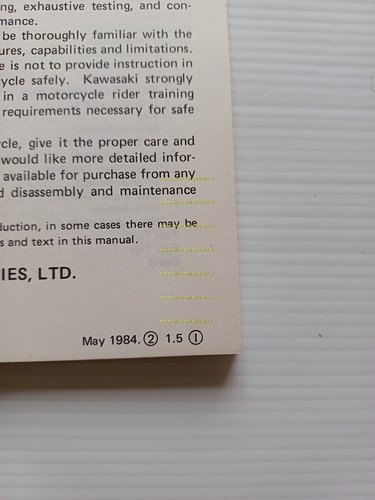 ng, exhaustive testing, and con-
mance.
be thoroughly familiar with the
ures, capabilities and limitations.
e is not to provide instruction in
cycle safely. Kawasaki strongly
in a motorcycle rider training
requirements necessary for safe
cle, give it the proper care and
would like more detailed infor-
available for purchase from any
d disassembly and maintenance
duction, in some cases there may be
s and text in this manual.
IES, LTD.
May 1984. ② 1.5 ①